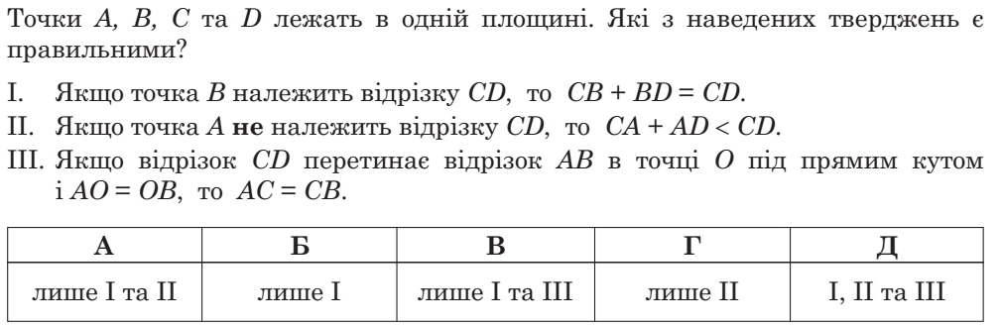 Точки A, B, C та D лежать в одній площині. Які з наведених тверджень є
правильними?
I. Якщо точка B належить відрізку CD, то CB + BD = CD.
II. Якщо точка A не належить відрізку CD, то CA + AD < CD.
III. Якщо відрізок CD перетинає відрізок AB в точці O під прямим кутом
і AO = OB, то AC = CB.
А Б В Г Д
лише I та II лише I лише I та III лише II I, II та III